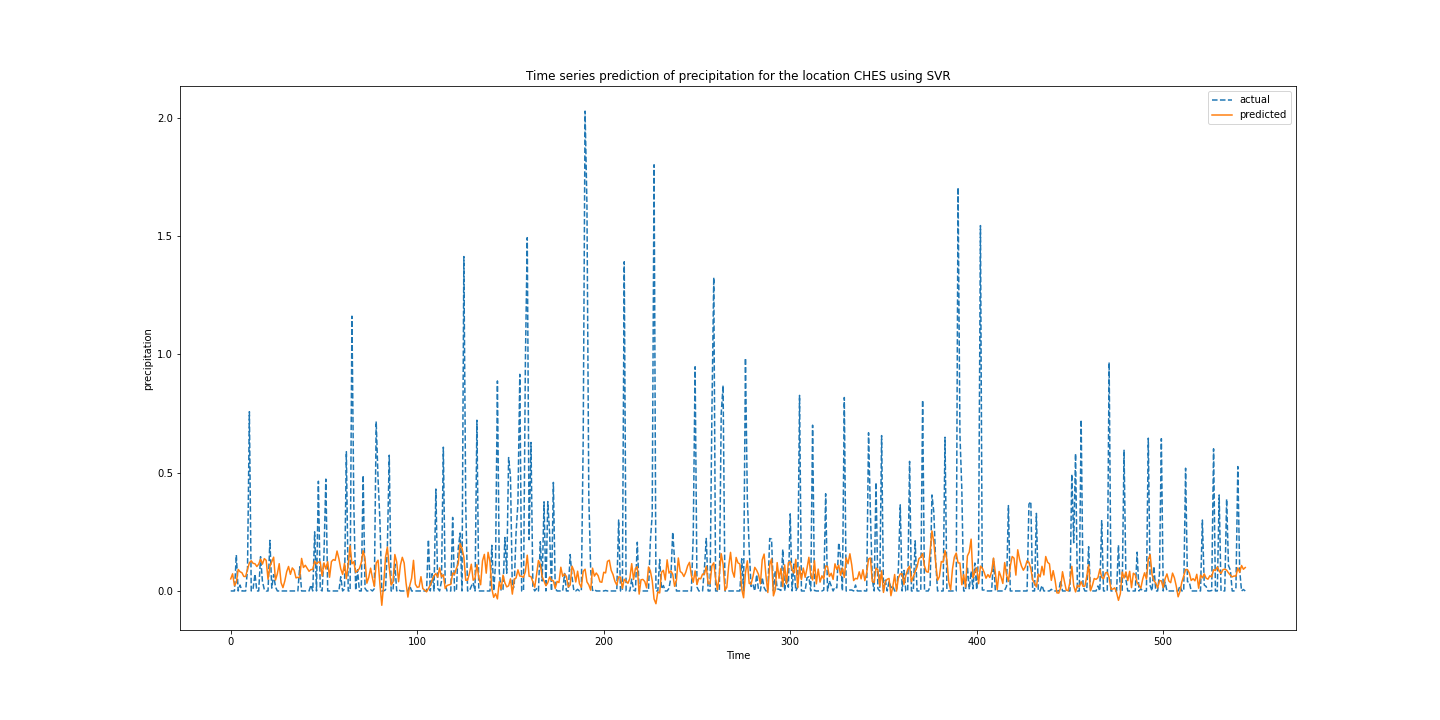 Time series prediction of precipitation for the location CHES using SVR
actual
predicted
2.0
1.5
1.0
0.5
0.0
precipitation
0 100 200 300 400 500
Time